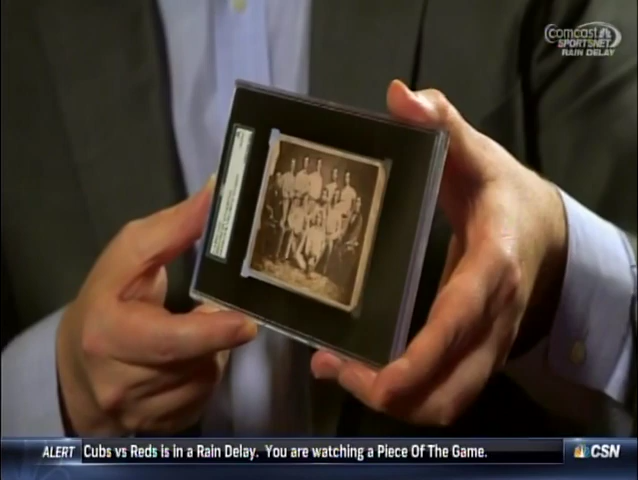 comcast
SPORTSNET
RAIN DELAY
ALERT Cubs vs Reds is in a Rain Delay. You are watching a Piece Of The Game. CSN